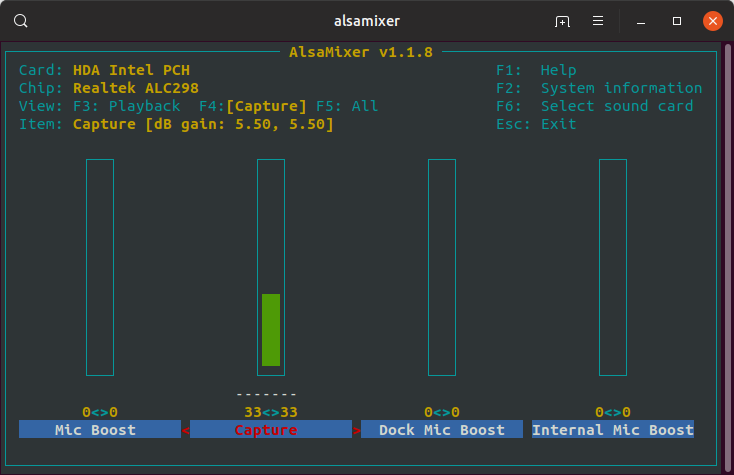 alsamixer
AlsaMixer v1.1.8
Card: HDA Intel PCH F1: Help
Chip: Realtek ALC298 F2: System information
View: F3: Playback F4:[Capture] F5: All F6: Select sound card
Item: Capture [dB gain: 5.50, 5.50] Esc: Exit
-------
0<>0 33<>33 0<>0 0<>0
Mic Boost < Capture > Dock Mic Boost Internal Mic Boost